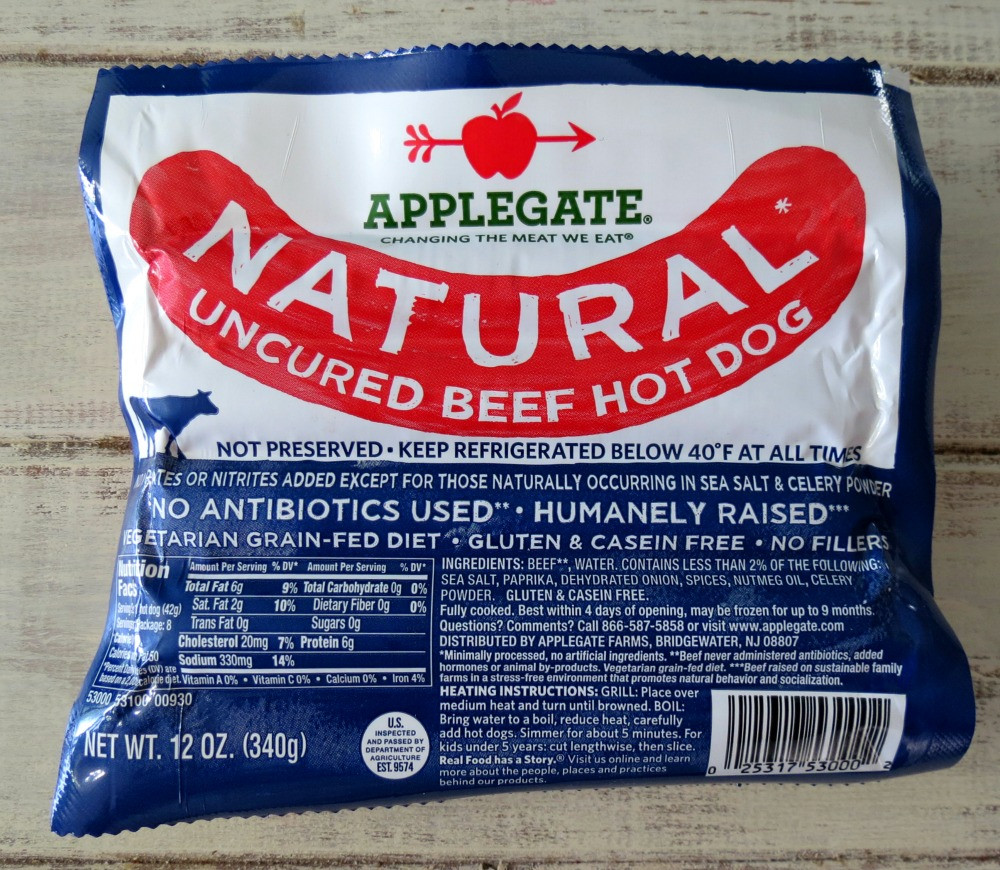 APPLEGATE®
CHANGING THE MEAT WE EAT®
NATURAL*
UNCURED BEEF HOT DOG
NOT PRESERVED • KEEP REFRIGERATED BELOW 40°F AT ALL TIMES
OR NITRITES ADDED EXCEPT FOR THOSE NATURALLY OCCURRING IN SEA SALT & CELERY POWDER
NO ANTIBIOTICS USED** • HUMANELY RAISED***
VEGETARIAN GRAIN-FED DIET • GLUTEN & CASEIN FREE • NO FILLERS
Nutrition
Facts
hot dog (42g)
Package: 8
Amount Per Serving % DV* Amount Per Serving % DV*
Total Fat 6g 9% Total Carbohydrate 0g 0%
Sat. Fat 2g 10% Dietary Fiber 0g 0%
Trans Fat 0g Sugars 0g
Cholesterol 20mg 7% Protein 6g
Sodium 330mg 14%
Vitamin A 0% • Vitamin C 0% • Calcium 0% • Iron 4%
53000 53100 00930
NET WT. 12 OZ. (340g)
U.S.
INSPECTED
AND PASSED BY
DEPARTMENT OF
AGRICULTURE
EST. 9574
INGREDIENTS: BEEF**, WATER. CONTAINS LESS THAN 2% OF THE FOLLOWING:
SEA SALT, PAPRIKA, DEHYDRATED ONION, SPICES, NUTMEG OIL, CELERY
POWDER. GLUTEN & CASEIN FREE.
Fully cooked. Best within 4 days of opening, may be frozen for up to 9 months.
Questions? Comments? Call 866-587-5858 or visit www.applegate.com
DISTRIBUTED BY APPLEGATE FARMS, BRIDGEWATER, NJ 08807
*Minimally processed, no artificial ingredients. **Beef never administered antibiotics, added
hormones or animal by-products. Vegetarian grain-fed diet. ***Beef raised on sustainable family
farms in a stress-free environment that promotes natural behavior and socialization.
HEATING INSTRUCTIONS: GRILL: Place over
medium heat and turn until browned. BOIL:
Bring water to a boil, reduce heat, carefully
add hot dogs. Simmer for about 5 minutes. For
kids under 5 years: cut lengthwise, then slice.
Real Food has a Story.® Visit us online and learn
more about the people, places and practices
behind our products.
0 25317 53000 2